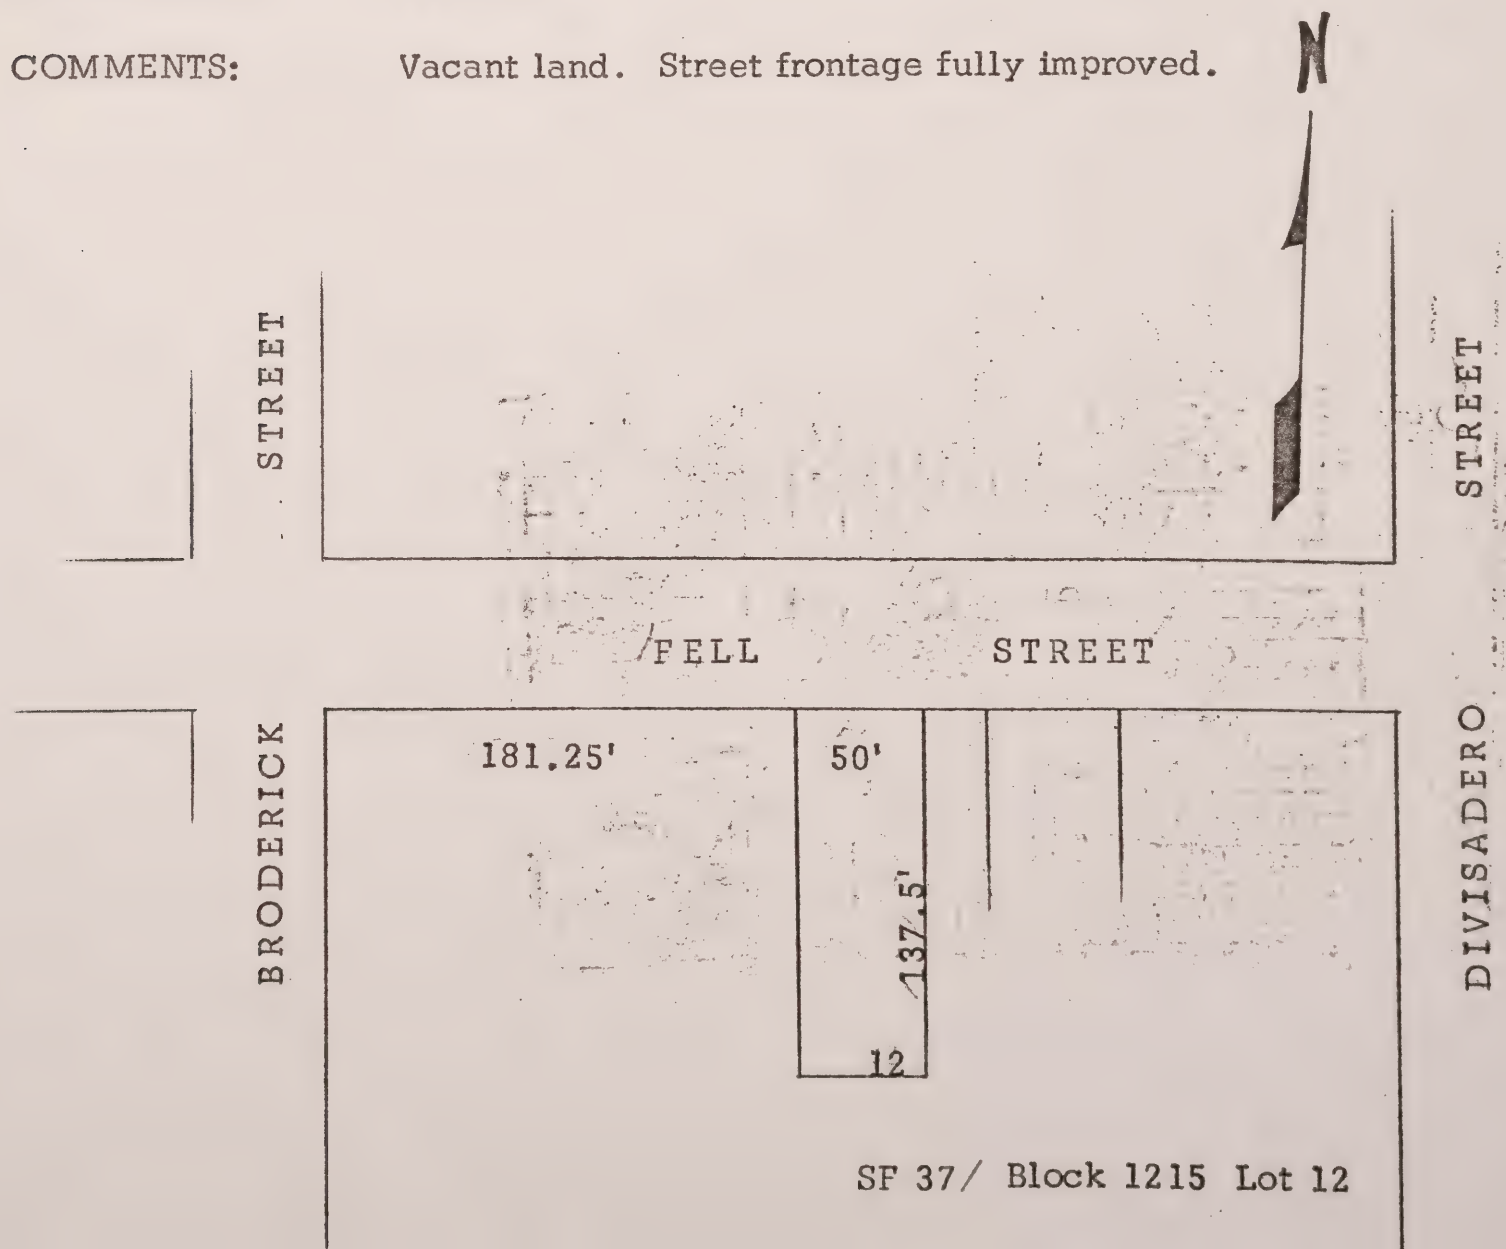 COMMENTS: Vacant land. Street frontage fully improved.
N
STREET
STREET
FELL STREET
BRODERICK
DIVISADERO
181.25'
50'
137.5'
12
SF 37/ Block 1215 Lot 12